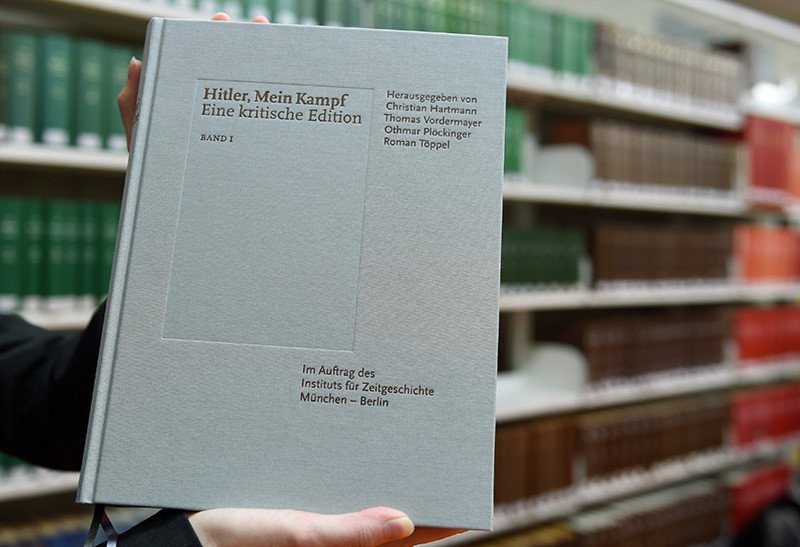 Hitler, Mein Kampf
Eine kritische Edition
BAND I
Herausgegeben von
Christian Hartmann
Thomas Vordermayer
Othmar Plöckinger
Roman Töppel
Im Auftrag des
Instituts für Zeitgeschichte
München – Berlin